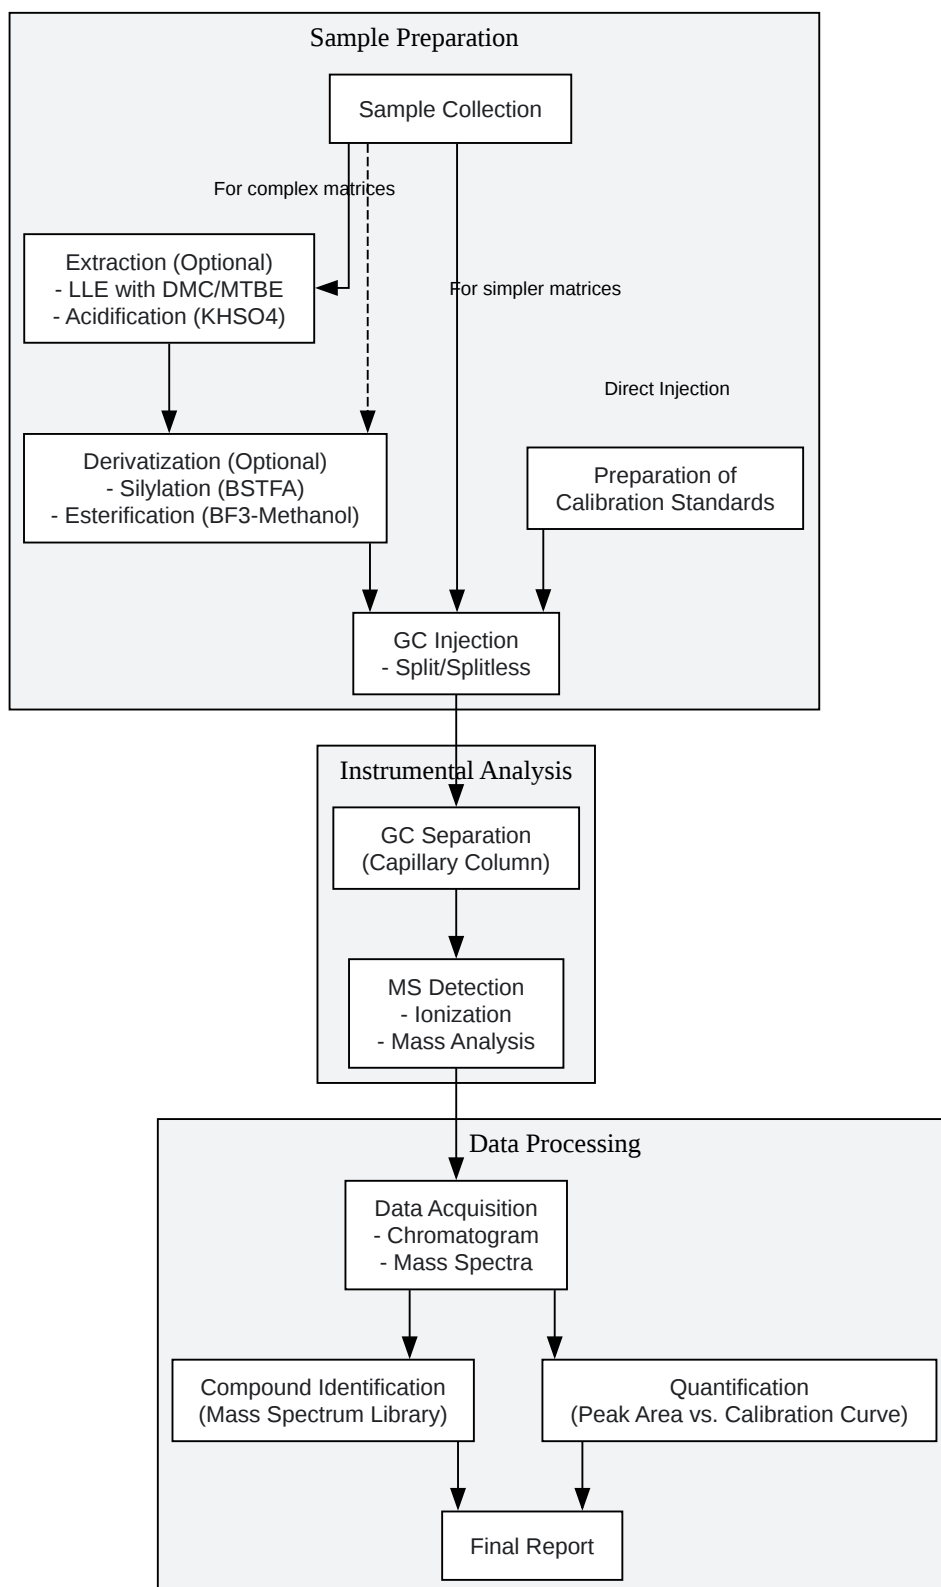 Sample Preparation
Sample Collection
For complex matrices
Extraction (Optional)
- LLE with DMC/MTBE
- Acidification (KHSO4)
For simpler matrices
Direct Injection
Derivatization (Optional)
- Silylation (BSTFA)
- Esterification (BF3-Methanol)
Preparation of
Calibration Standards
GC Injection
- Split/Splitless
Instrumental Analysis
GC Separation
(Capillary Column)
MS Detection
- Ionization
- Mass Analysis
Data Processing
Data Acquisition
- Chromatogram
- Mass Spectra
Compound Identification
(Mass Spectrum Library)
Quantification
(Peak Area vs. Calibration Curve)
Final Report